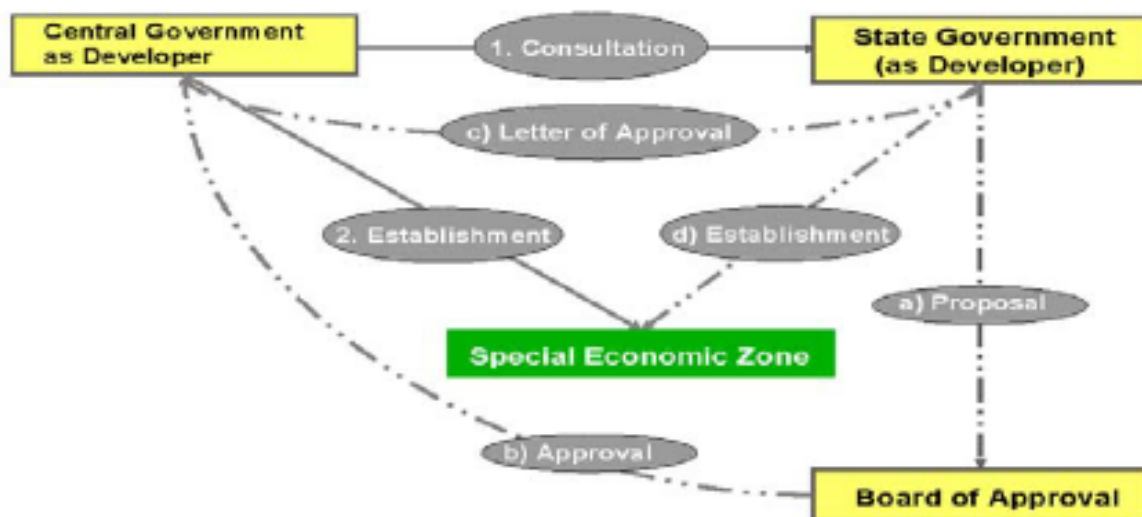 Central Government
as Developer
1. Consultation
State Government
(as Developer)
c) Letter of Approval
2. Establishment
d) Establishment
a) Proposal
Special Economic Zone
b) Approval
Board of Approval